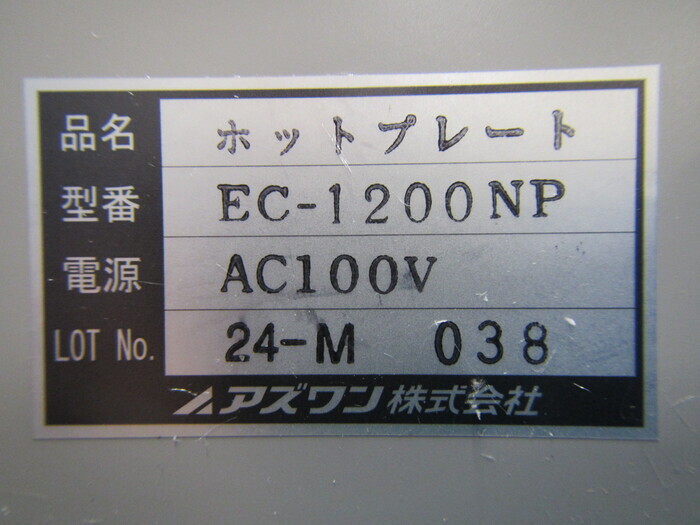 品名 ホットプレート
型番 EC-1200NP
電源 AC100V
LOT No. 24-M 038
アズワン株式会社